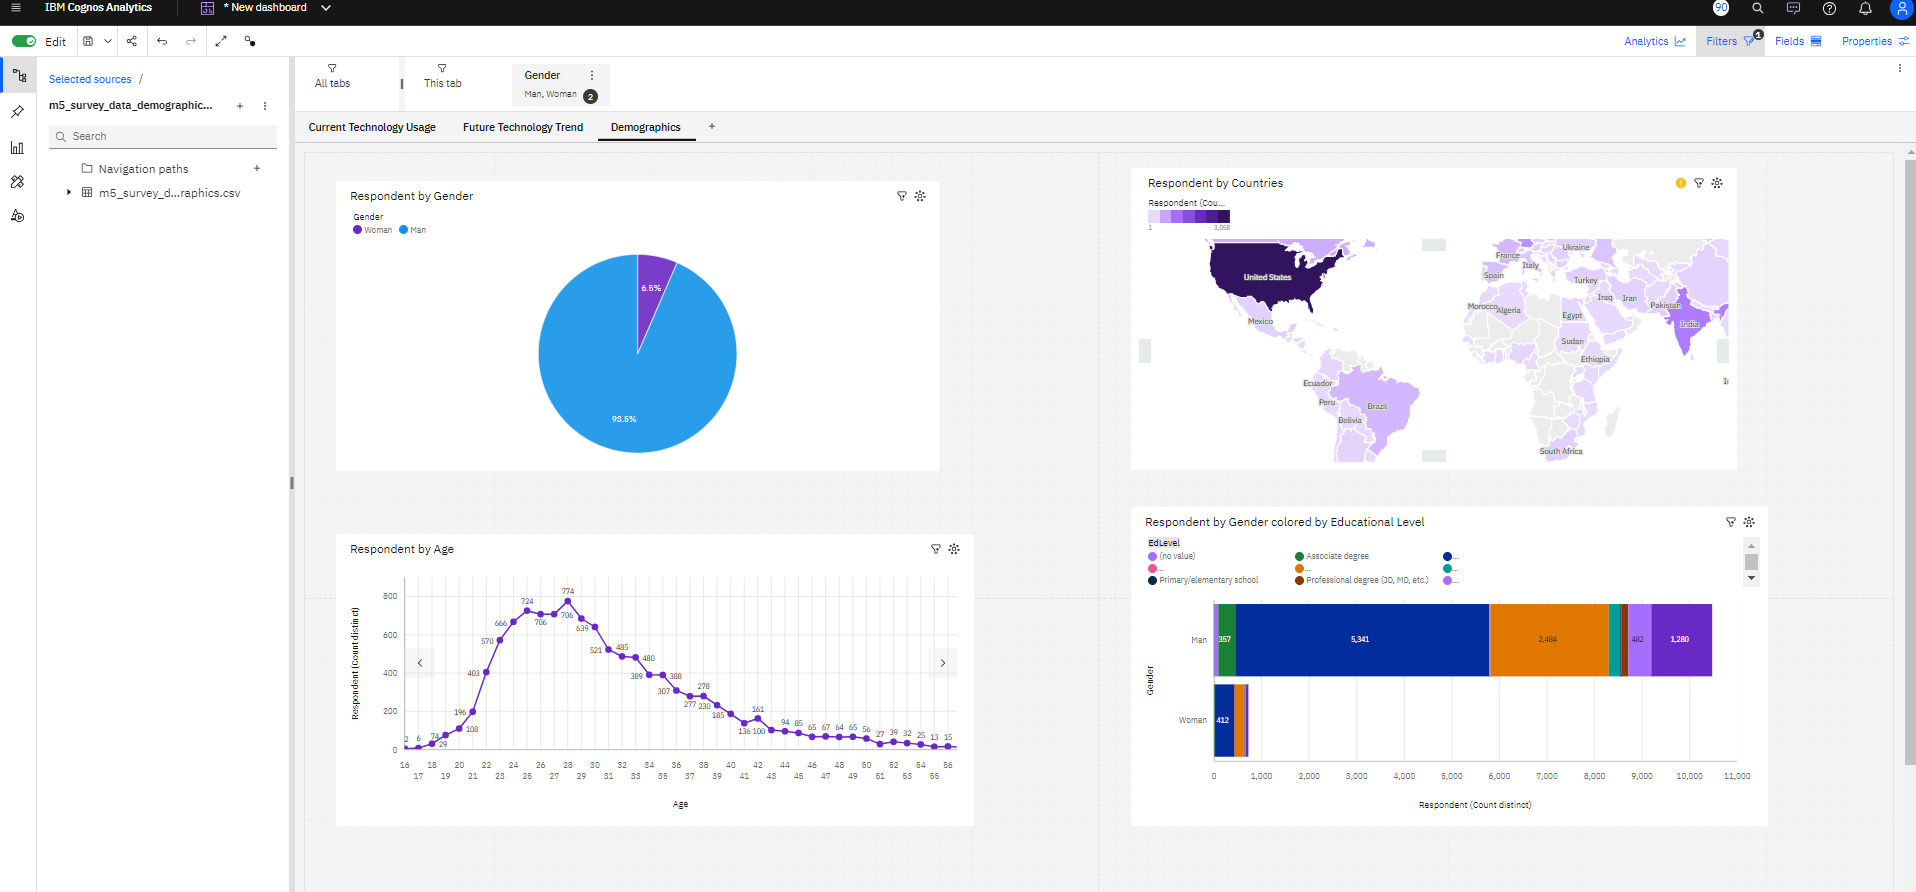 IBM Cognos Analytics
* New dashboard
90
Edit
Analytics
Filters
1
Fields
Properties
Selected sources /
m5_survey_data_demographic...
Search
Navigation paths
m5_survey_d...raphics.csv
All tabs
This tab
Gender
Man, Woman
2
Current Technology Usage
Future Technology Trend
Demographics
Respondent by Gender
Gender
Woman
Man
6.5%
93.5%
Respondent by Countries
Respondent (Cou...
1
3,058
United States
Mexico
Ecuador
Peru
Brazil
Bolivia
Ukraine
France
Italy
Spain
Turkey
Iraq
Iran
Morocco
Algeria
Pakistan
Egypt
India
Sudan
Ethiopia
South Africa
Respondent by Age
Respondent (Count distinct)
800
600
400
200
0
2 6 74 29 196 108 403 570 666 724 706 706 774 639 521 485 480 389 388 307 277 278 230 185 136 161 100 94 85 65 67 64 65 56 27 39 32 25 13 15
16 18 20 22 24 26 28 30 32 34 36 38 40 42 44 46 48 50 52 54 56
17 19 21 23 25 27 29 31 33 35 37 39 41 43 45 47 49 51 53 55
Age
Respondent by Gender colored by Educational Level
EdLevel
(no value)
Associate degree
...
...
...
...
Primary/elementary school
Professional degree (JD, MD, etc.)
...
Gender
Man
357
5,341
2,484
482
1,280
Woman
412
0 1,000 2,000 3,000 4,000 5,000 6,000 7,000 8,000 9,000 10,000 11,000
Respondent (Count distinct)